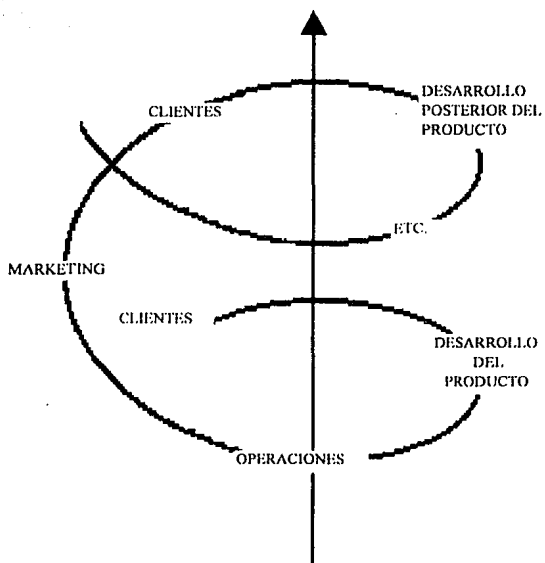 CLIENTES
DESARROLLO
POSTERIOR DEL
PRODUCTO
ETC.
MARKETING
CLIENTES
DESARROLLO
DEL
PRODUCTO
OPERACIONES